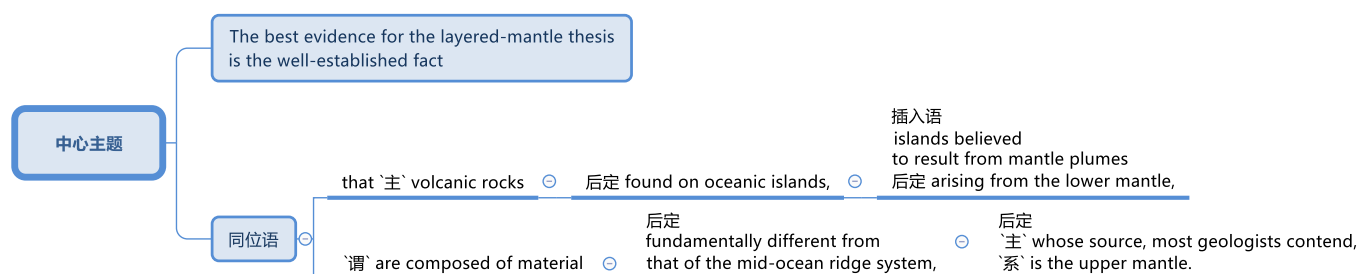 The best evidence for the layered-mantle thesis
is the well-established fact
中心主题
同位语
that `主` volcanic rocks
后定 found on oceanic islands,
插入语
islands believed
to result from mantle plumes
后定 arising from the lower mantle,
`谓` are composed of material
后定
fundamentally different from
that of the mid-ocean ridge system,
后定
`主` whose source, most geologists contend,
`系` is the upper mantle.